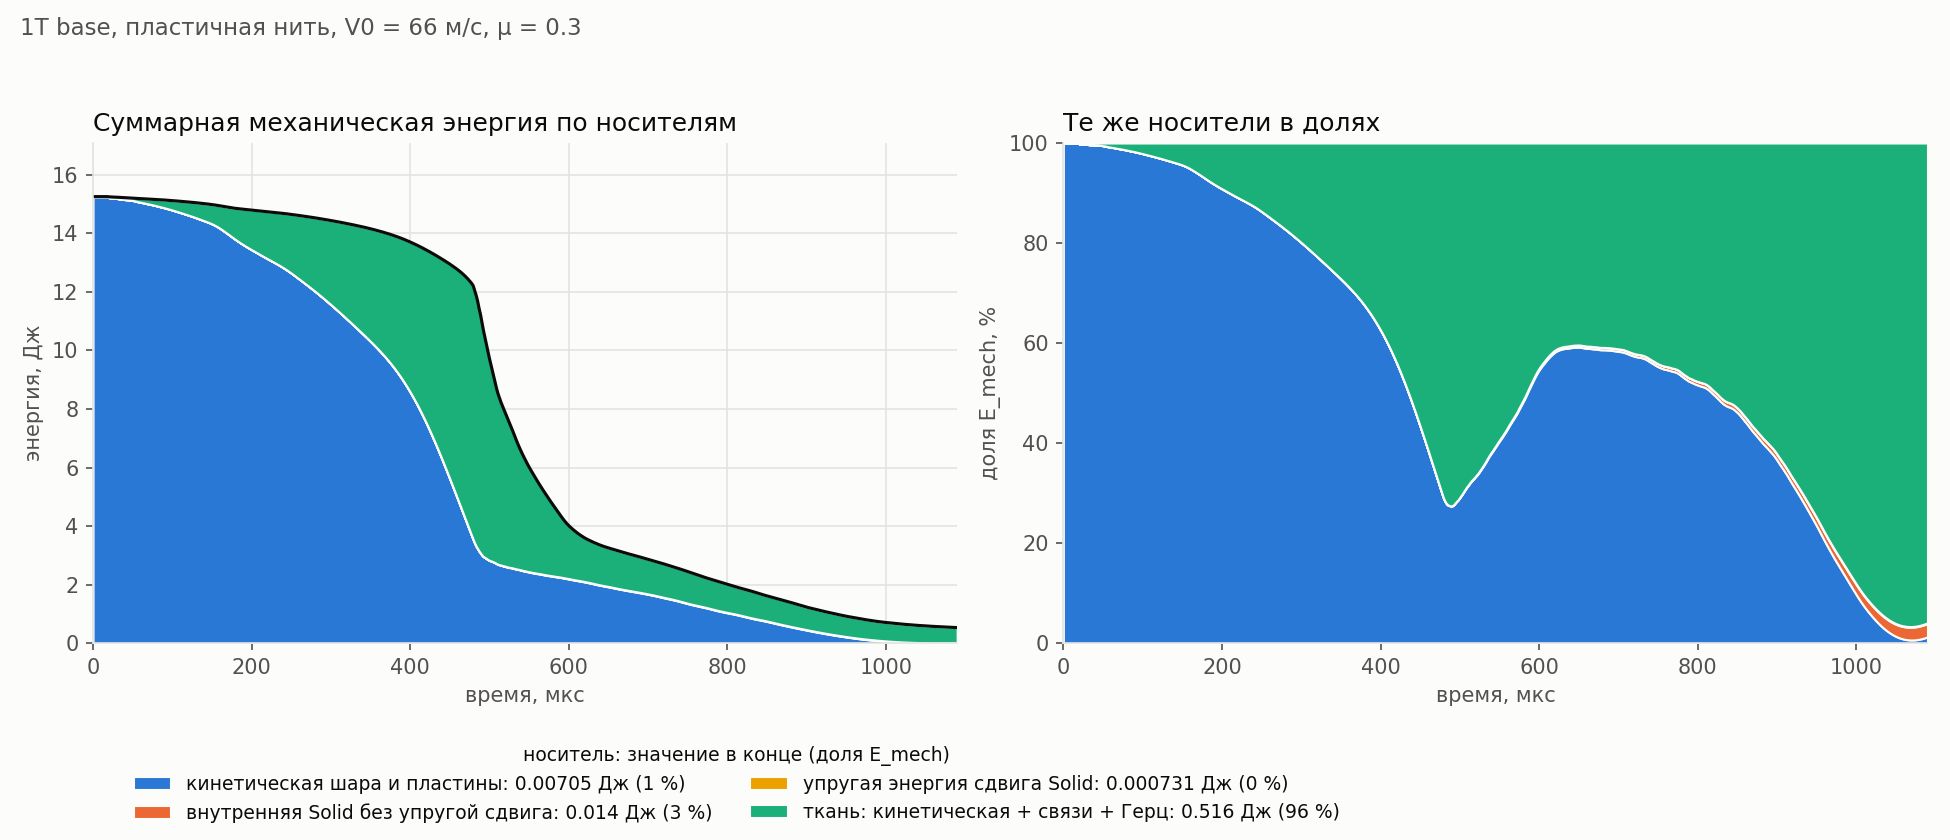 1T base, пластичная нить, V0 = 66 м/с, μ = 0.3
Суммарная механическая энергия по носителям
энергия, Дж
16
14
12
10
8
6
4
2
0
0 200 400 600 800 1000
время, мкс
Те же носители в долях
доля E_mech, %
100
80
60
40
20
0
0 200 400 600 800 1000
время, мкс
носитель: значение в конце (доля E_mech)
кинетическая шара и пластины: 0.00705 Дж (1 %)
внутренняя Solid без упругой сдвига: 0.014 Дж (3 %)
упругая энергия сдвига Solid: 0.000731 Дж (0 %)
ткань: кинетическая + связи + Герц: 0.516 Дж (96 %)